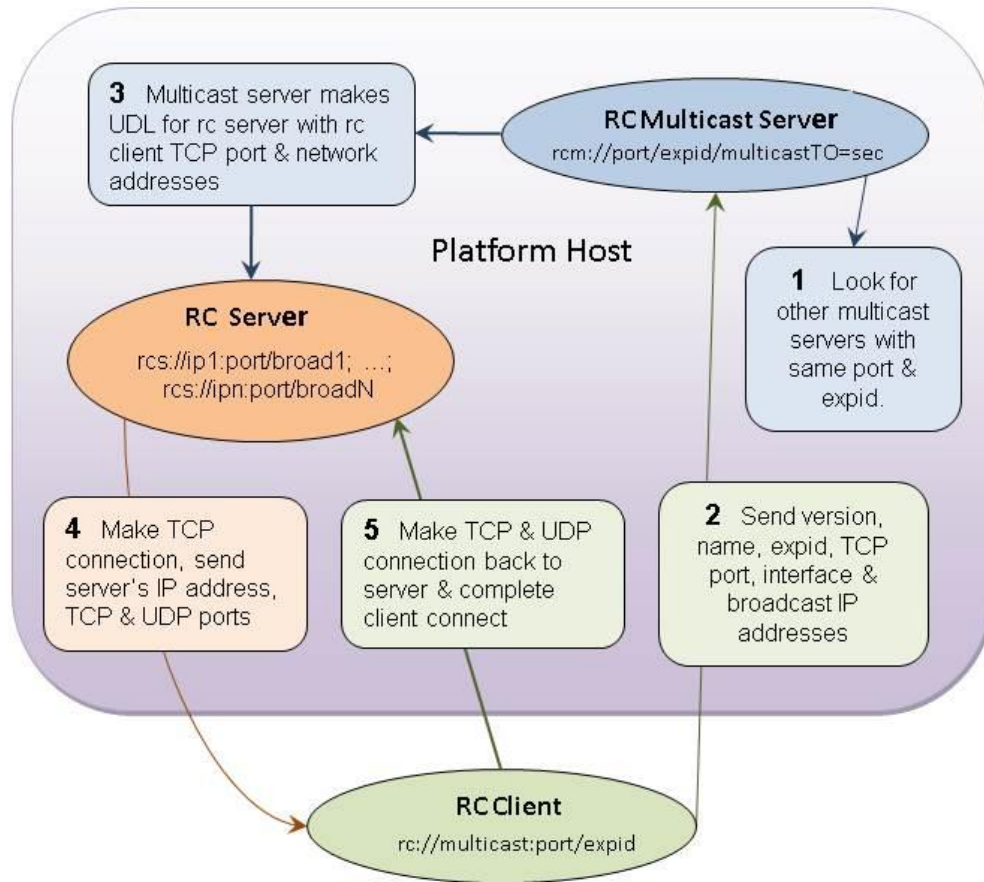 3 Multicast server makes
UDL for rc server with rc
client TCP port & network
addresses
RC Multicast Server
rcm://port/expid/multicastTO=sec
Platform Host
1 Look for
other multicast
servers with
same port &
expid.
RC Server
rcs://ip1:port/broad1; ...;
rcs://ipn:port/broadN
4 Make TCP
connection, send
server's IP address,
TCP & UDP ports
5 Make TCP & UDP
connection back to
server & complete
client connect
2 Send version,
name, expid, TCP
port, interface &
broadcast IP
addresses
RC Client
rc://multicast:port/expid